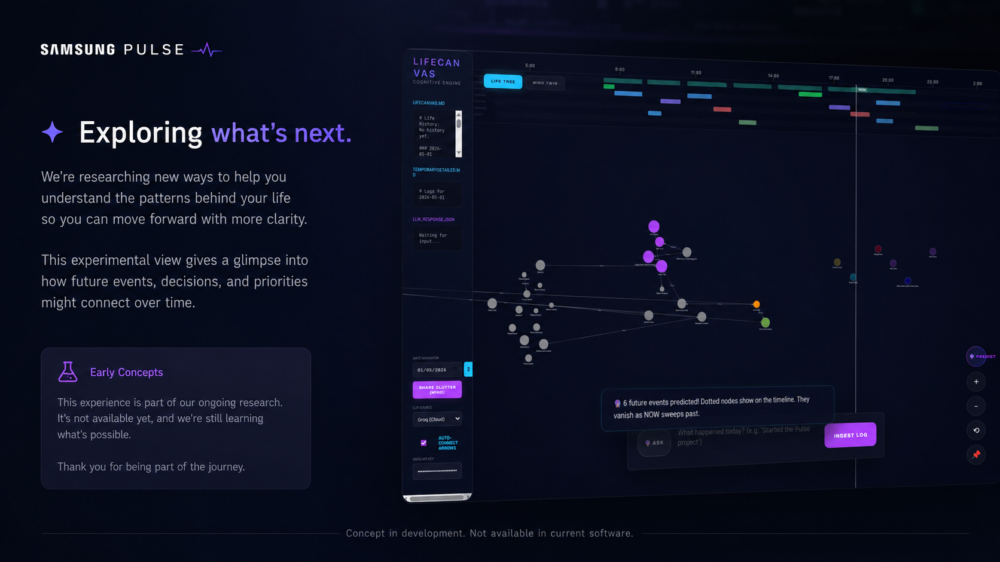 SAMSUNG PULSE
Exploring what's next.
We're researching new ways to help you
understand the patterns behind your life
so you can move forward with more clarity.
This experimental view gives a glimpse into
how future events, decisions, and priorities
might connect over time.
Early Concepts
This experience is part of our ongoing research.
It's not available yet, and we're still learning
what's possible.
Thank you for being part of the journey.
LIFECAN
VAS
COGNITIVE ENGINE
LIFECANVAS.MD
# Life
History:
No history
yet.
### 2026-
05-01
TEMPORARYDETAILED.M
D
# Logs for
2026-05-01
LLM_RESPONSE.JSON
Waiting for
input...
DATE NAVIGATOR
01/05/2026
2
SHARE CLUTTER
(MIRO)
LLM SOURCE
Groq (Cloud)
AUTO-
CONNECT
ARROWS
GROQ API KEY
5:00
8:00
11:00
14:00
17:00
20:00
23:00
2:00
LIFE TREE
MIND TWIN
6 future events predicted! Dotted nodes show on the timeline. They
vanish as NOW sweeps past.
ASK
What happened today? (e.g. "Started the Pulse
project')
INGEST LOG
PREDICT
+
-
Concept in development. Not available in current software.